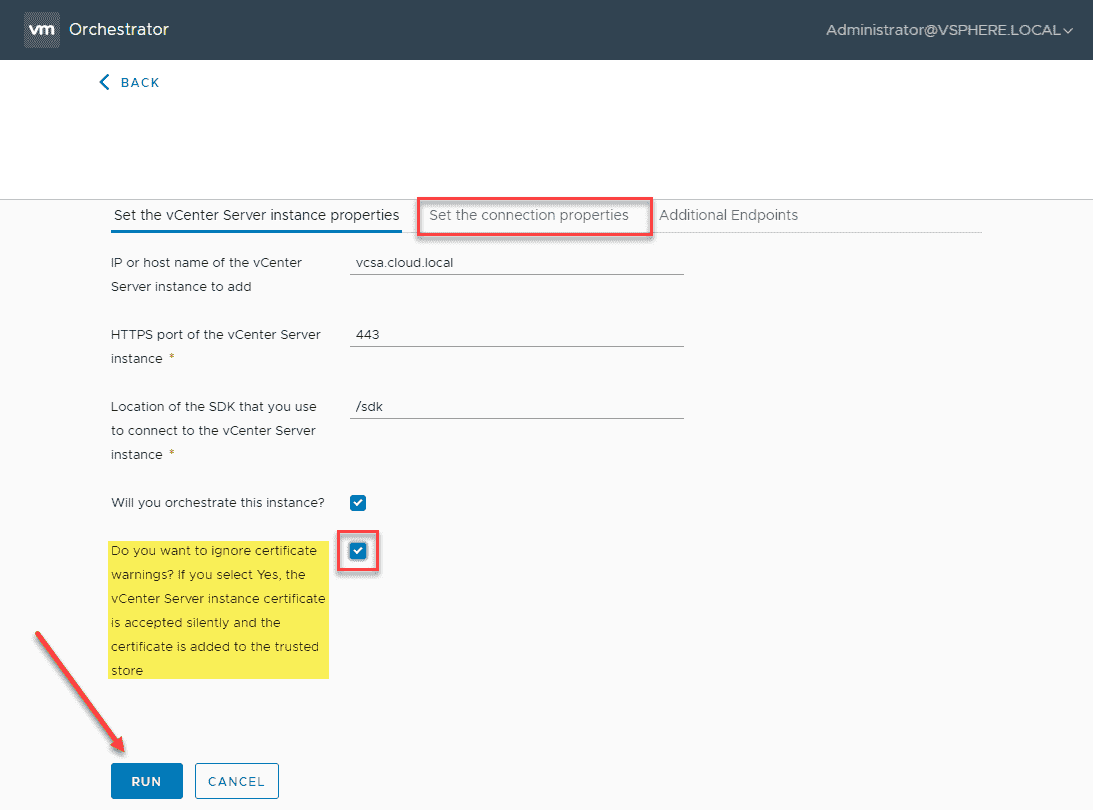 vm Orchestrator
Administrator@VSPHERE.LOCAL
BACK
Set the vCenter Server instance properties
Set the connection properties
Additional Endpoints
IP or host name of the vCenter
Server instance to add
vcsa.cloud.local
HTTPS port of the vCenter Server
instance *
443
Location of the SDK that you use
to connect to the vCenter Server
instance *
/sdk
Will you orchestrate this instance?
Do you want to ignore certificate
warnings? If you select Yes, the
vCenter Server instance certificate
is accepted silently and the
certificate is added to the trusted
store
RUN
CANCEL